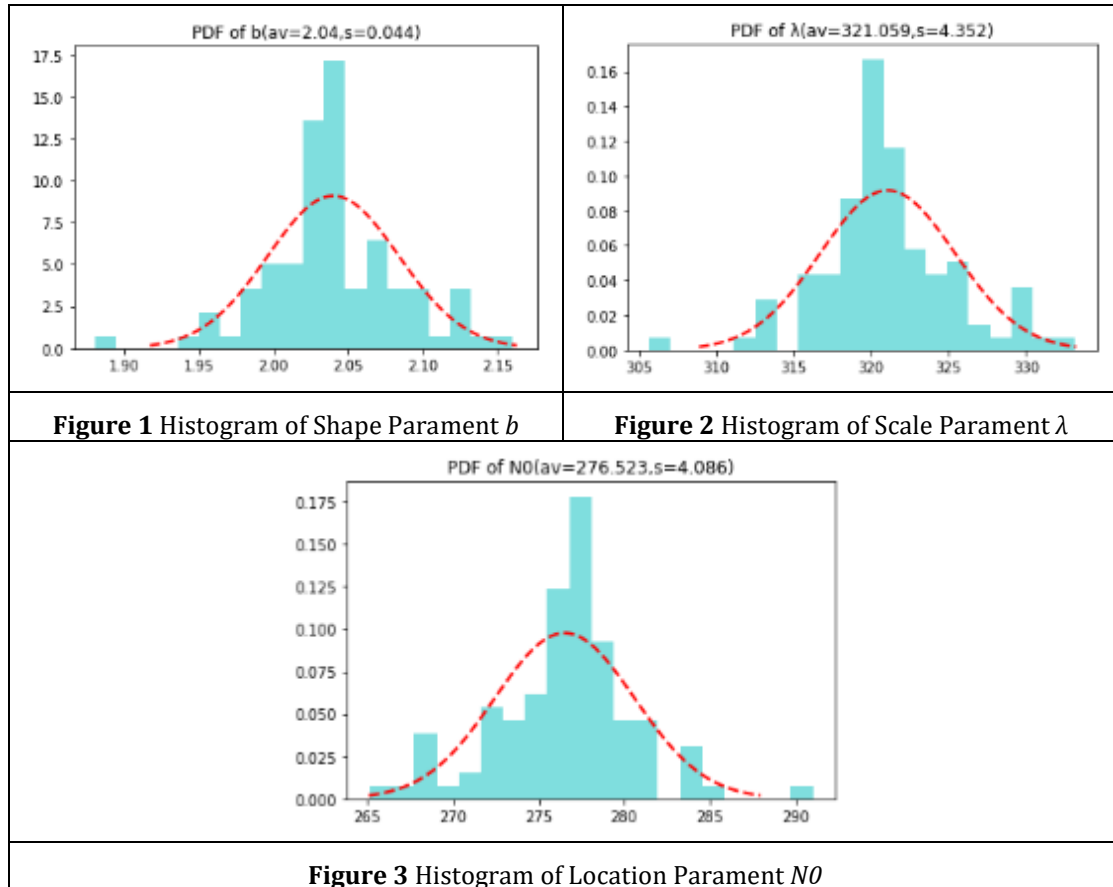 PDF of b(av=2.04,s=0.044)
17.5
15.0
12.5
10.0
7.5
5.0
2.5
0.0
1.90 1.95 2.00 2.05 2.10 2.15
Figure 1 Histogram of Shape Parament b
PDF of λ(av=321.059,s=4.352)
0.16
0.14
0.12
0.10
0.08
0.06
0.04
0.02
0.00
305 310 315 320 325 330
Figure 2 Histogram of Scale Parament λ
PDF of N0(av=276.523,s=4.086)
0.175
0.150
0.125
0.100
0.075
0.050
0.025
0.000
265 270 275 280 285 290
Figure 3 Histogram of Location Parament N0